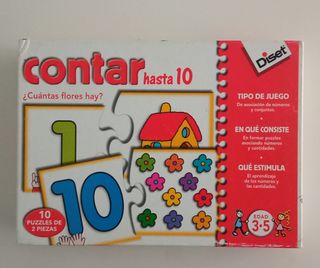 contar hasta 10
Diset
¿Cuántas flores hay?
1
10
10
PUZZLES DE
2 PIEZAS
TIPO DE JUEGO
De asociación de números
y conjuntos.
EN QUÉ CONSISTE
En formar puzzles
asociando números
y cantidades.
QUÉ ESTIMULA
El aprendizaje
de los números y
las cantidades.
EDAD
3·5